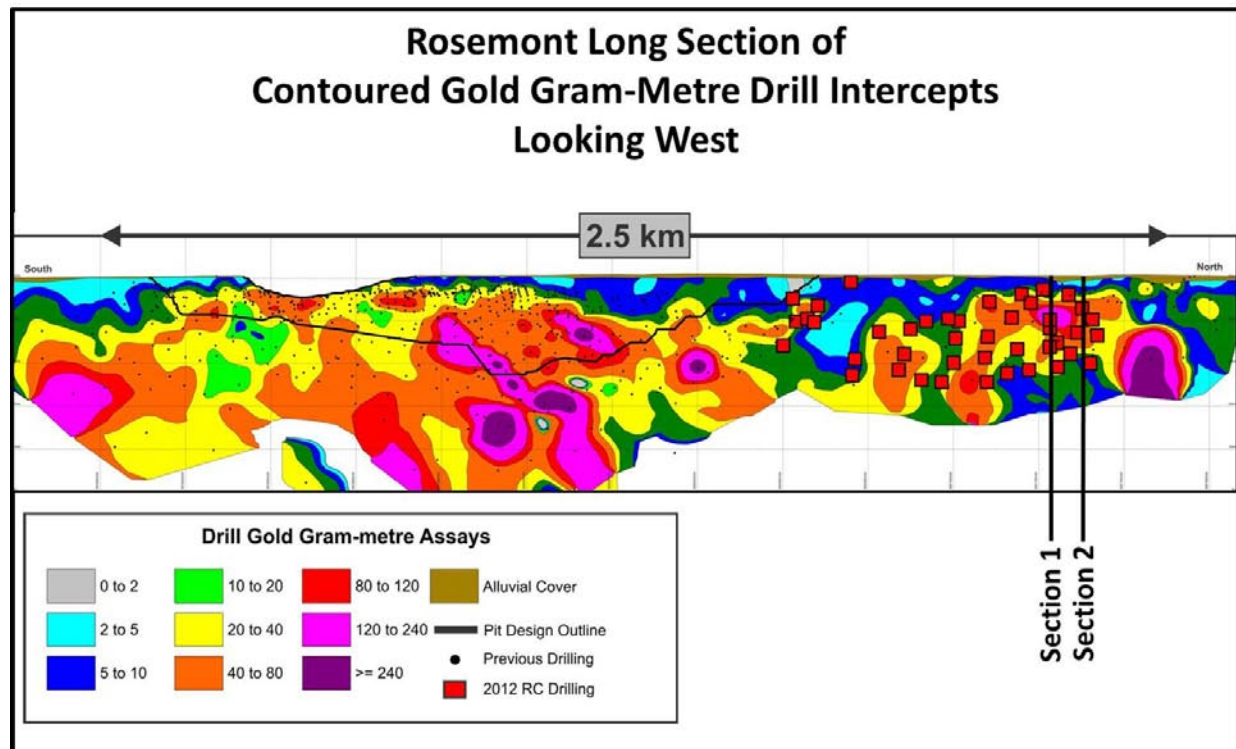 Rosemont Long Section of
Contoured Gold Gram-Metre Drill Intercepts
Looking West
2.5 km
South
North
Drill Gold Gram-metre Assays
0 to 2
10 to 20
80 to 120
Alluvial Cover
2 to 5
20 to 40
120 to 240
Pit Design Outline
Previous Drilling
5 to 10
40 to 80
>= 240
2012 RC Drilling
Section 1
Section 2